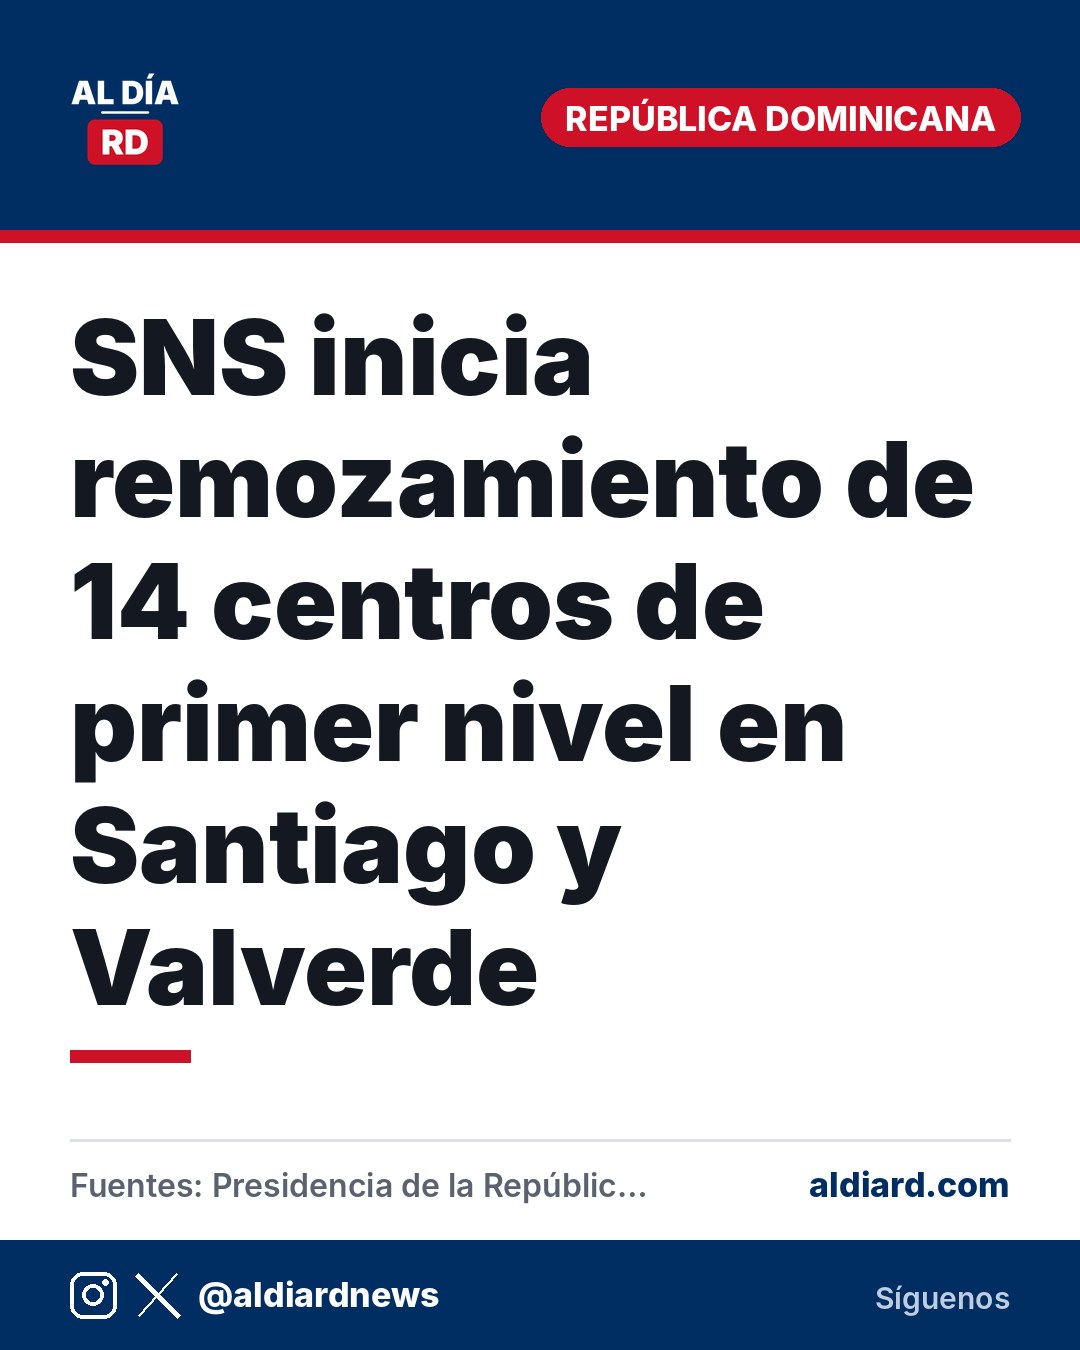 AL DÍA
RD
REPÚBLICA DOMINICANA
SNS inicia
remozamiento de
14 centros de
primer nivel en
Santiago y
Valverde
Fuentes: Presidencia de la Repúblic...
aldiard.com
@aldiardnews
Síguenos